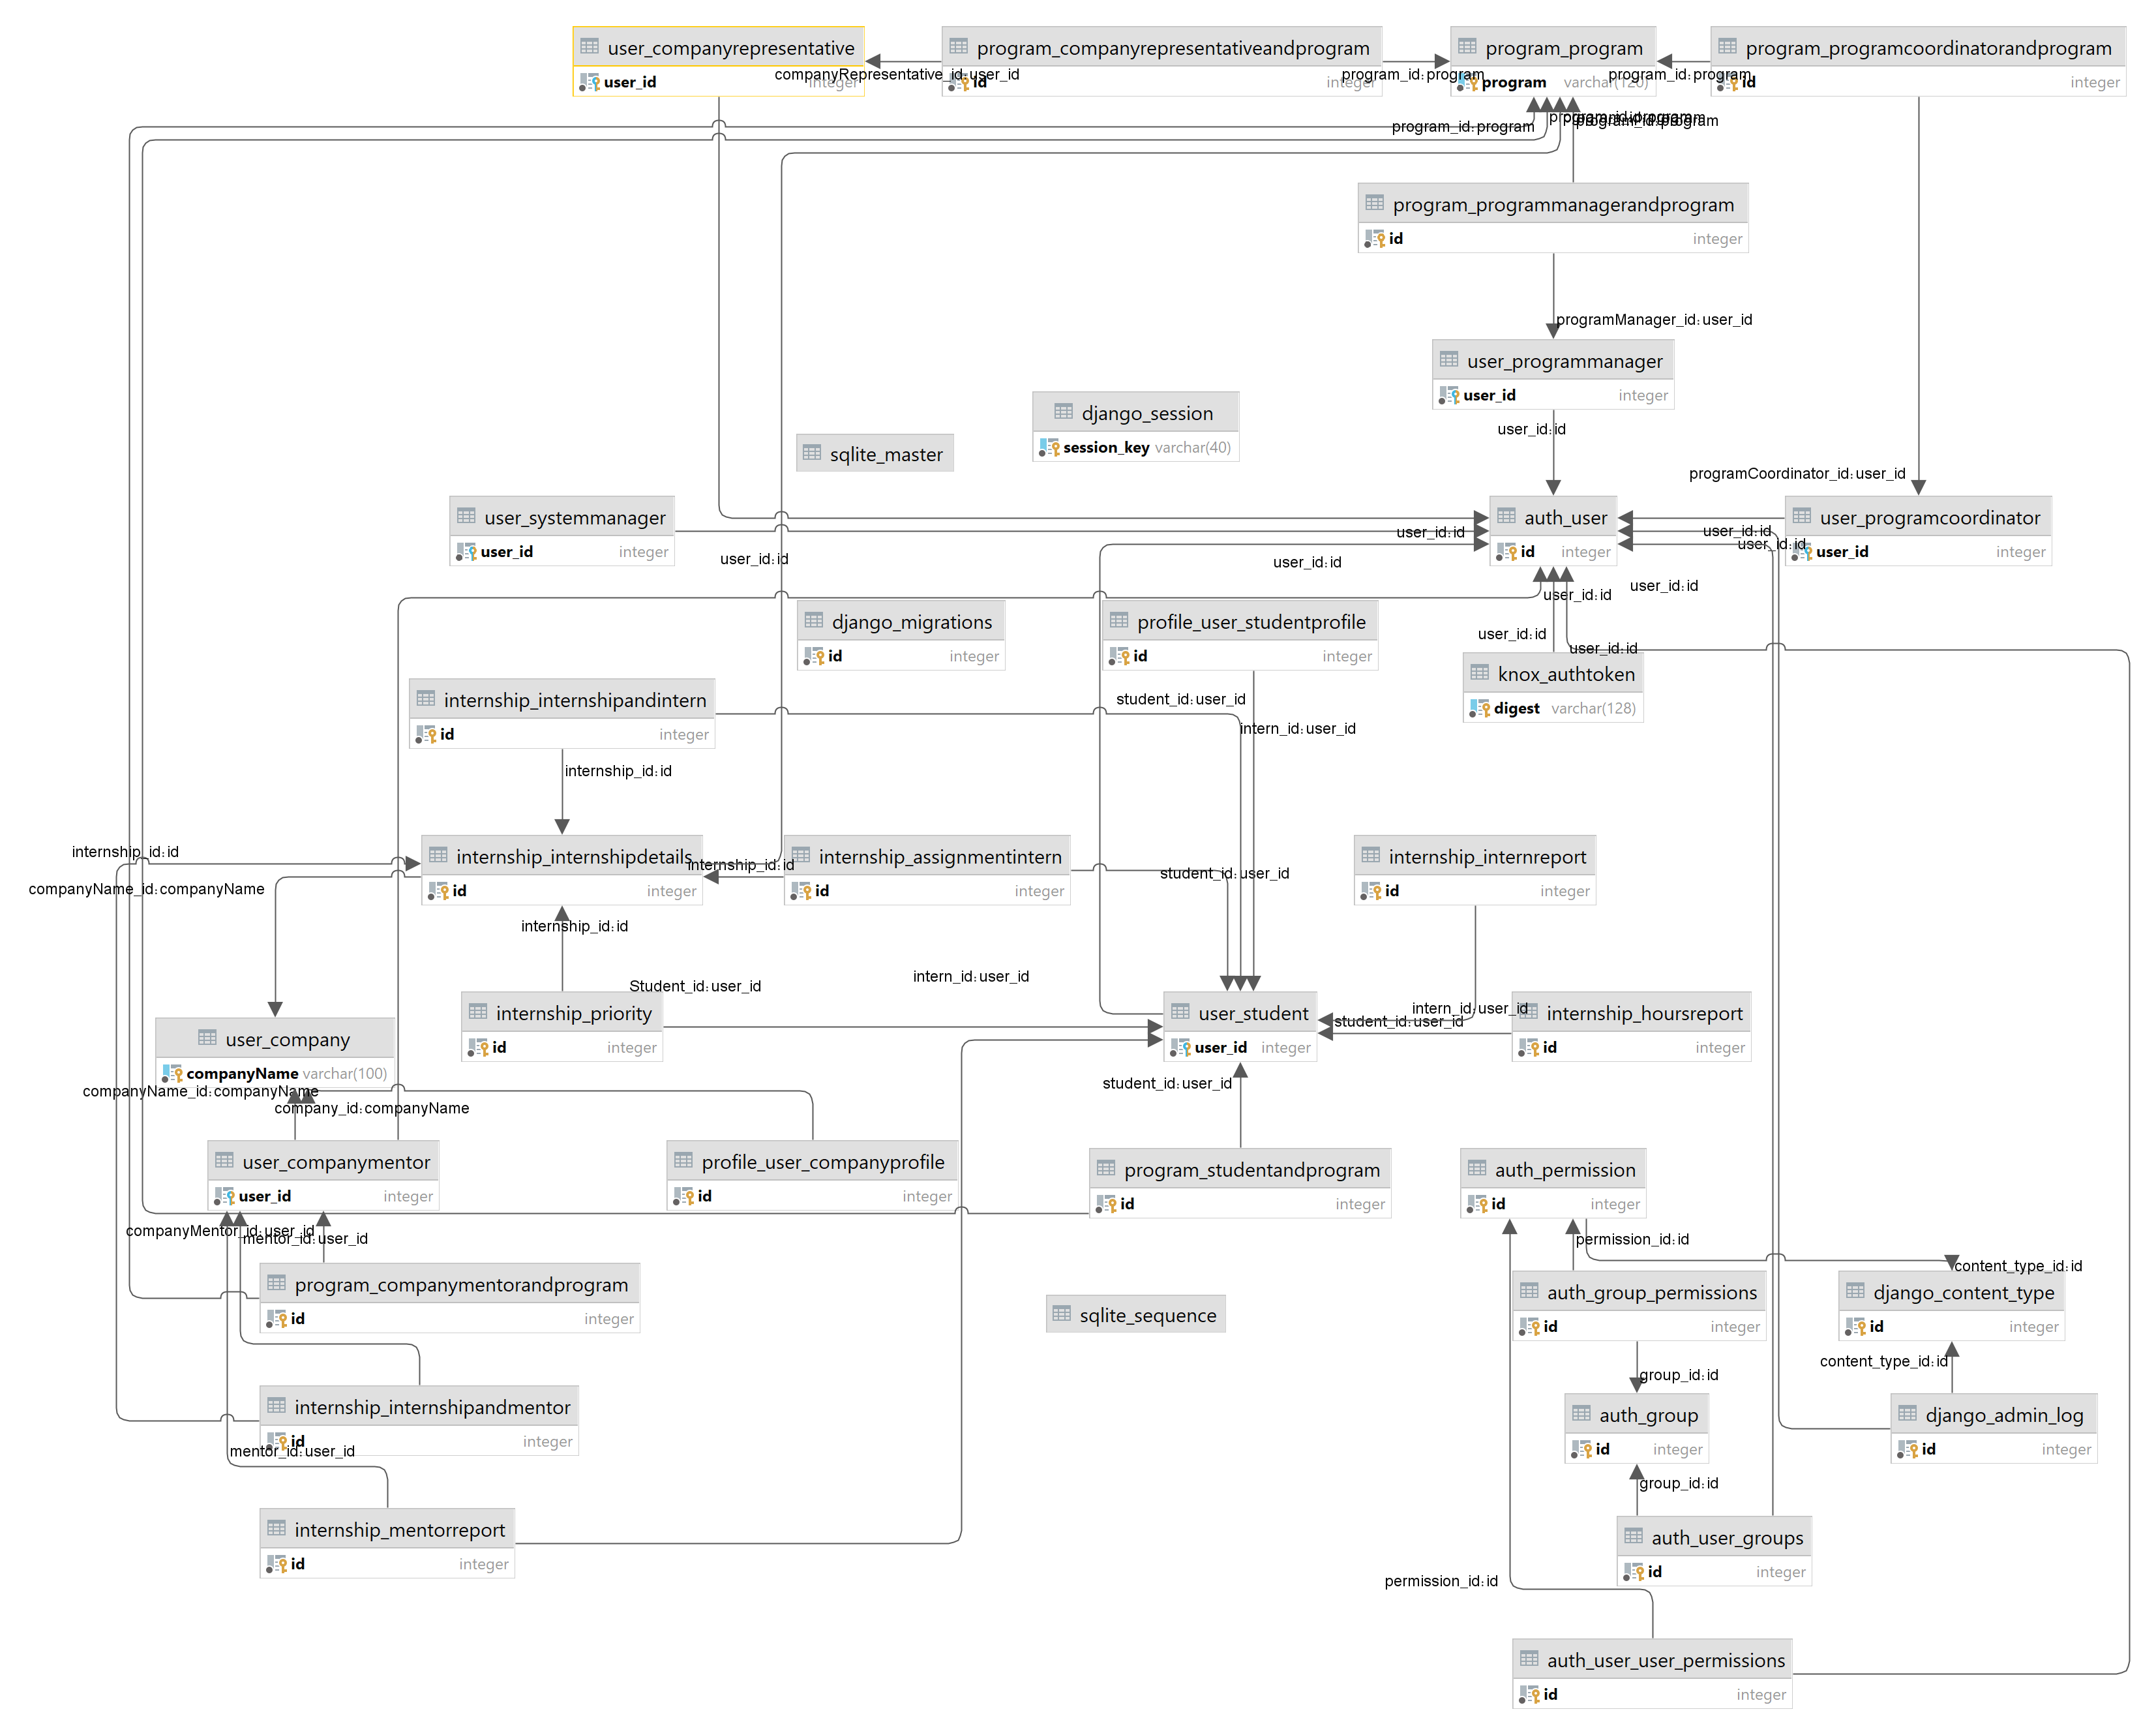 user_companyrepresentative
user_id integer
program_companyrepresentativeandprogram
id integer
program_program
program varchar(120)
program_programcoordinatorandprogram
id integer
companyRepresentative_id:user_id
program_id:program
program_id:program
program_id:program
program_id:program
program_id:program
program_id:program
program_programmanagerandprogram
id integer
programManager_id:user_id
user_programmanager
user_id integer
user_id:id
django_session
session_key varchar(40)
sqlite_master
programCoordinator_id:user_id
user_systemmanager
user_id integer
auth_user
id integer
user_programcoordinator
user_id integer
user_id:id
user_id:id
user_id:id
user_id:id
user_id:id
user_id:id
user_id:id
user_id:id
user_id:id
django_migrations
id integer
profile_user_studentprofile
id integer
knox_authtoken
digest varchar(128)
internship_internshipandintern
id integer
student_id:user_id
intern_id:user_id
internship_id:id
internship_id:id
internship_internshipdetails
id integer
internship_id:id
internship_assignmentintern
id integer
student_id:user_id
internship_internreport
id integer
companyName_id:companyName
internship_id:id
Student_id:user_id
intern_id:user_id
internship_priority
id integer
user_student
user_id integer
intern_id:user_id
student_id:user_id
internship_hoursreport
id integer
user_company
companyName varchar(100)
companyName_id:companyName
company_id:companyName
student_id:user_id
user_companymentor
user_id integer
profile_user_companyprofile
id integer
program_studentandprogram
id integer
auth_permission
id integer
companyMentor_id:user_id
mentor_id:user_id
permission_id:id
content_type_id:id
program_companymentorandprogram
id integer
sqlite_sequence
auth_group_permissions
id integer
django_content_type
id integer
content_type_id:id
group_id:id
internship_internshipandmentor
id integer
auth_group
id integer
django_admin_log
id integer
mentor_id:user_id
group_id:id
internship_mentorreport
id integer
auth_user_groups
id integer
permission_id:id
auth_user_user_permissions
id integer